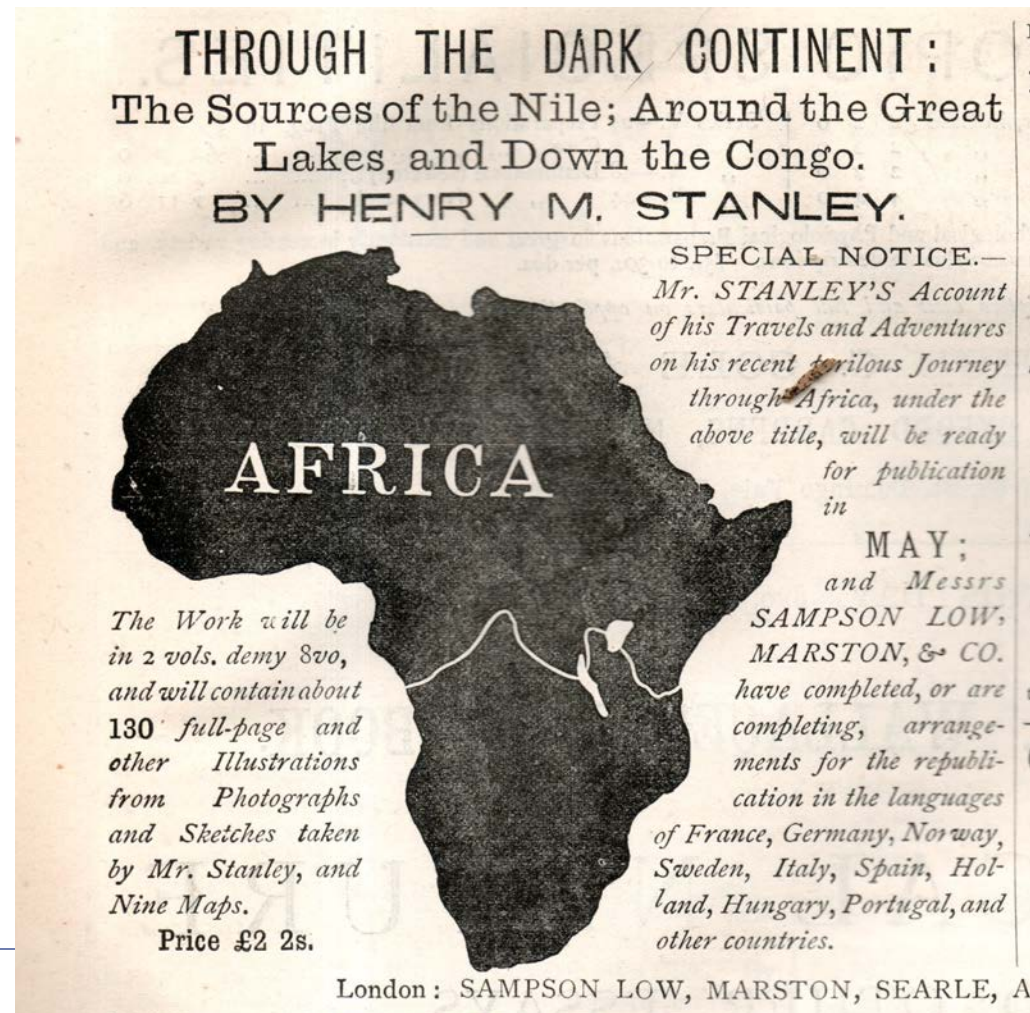 THROUGH THE DARK CONTINENT:
The Sources of the Nile; Around the Great
Lakes, and Down the Congo.
BY HENRY M. STANLEY.
SPECIAL NOTICE.—
Mr. STANLEY'S Account
of his Travels and Adventures
on his recent perilous Journey
through Africa, under the
above title, will be ready
for publication
in
MAY;
and Messrs
SAMPSON LOW,
MARSTON, & CO.
have completed, or are
completing, arrange-
ments for the republi-
cation in the languages
of France, Germany, Norway,
Sweden, Italy, Spain, Hol-
land, Hungary, Portugal, and
other countries.
AFRICA
The Work will be
in 2 vols. demy 8vo,
and will contain about
130 full-page and
other Illustrations
from Photographs
and Sketches taken
by Mr. Stanley, and
Nine Maps.
Price £2 2s.
London: SAMPSON LOW, MARSTON, SEARLE,